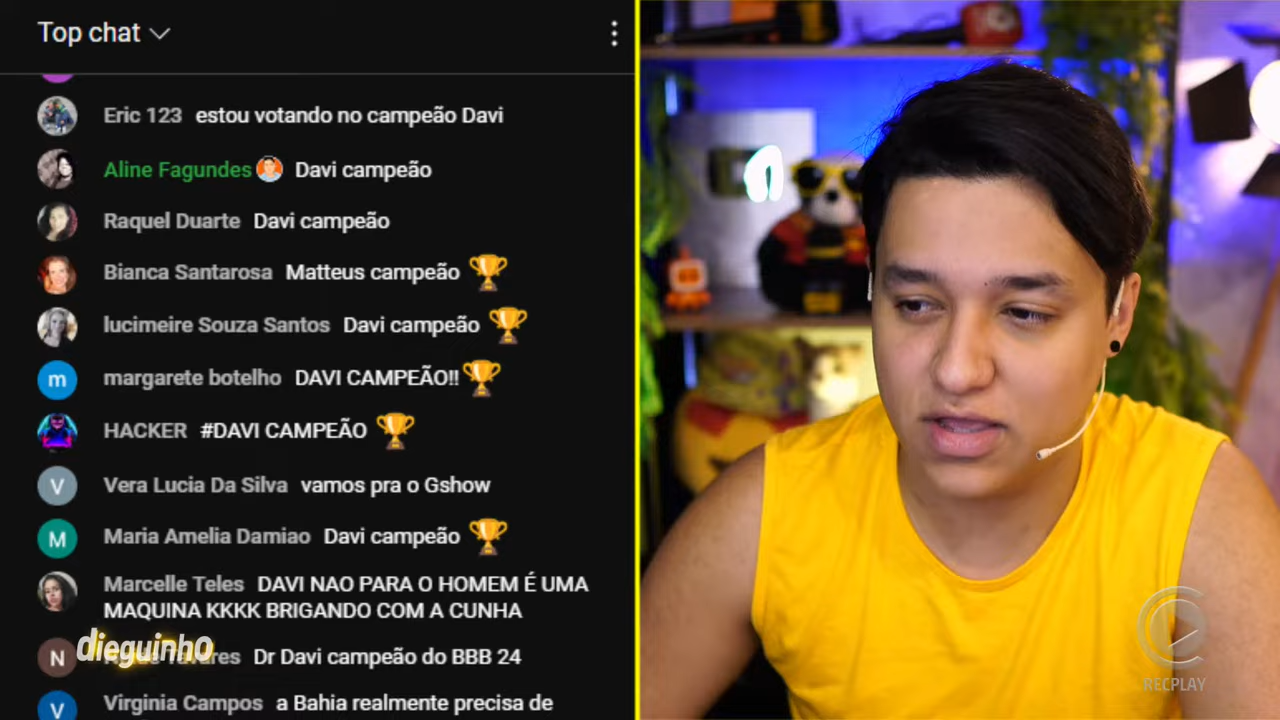 Top chat
Eric 123 estou votando no campeão Davi
Aline Fagundes Davi campeão
Raquel Duarte Davi campeão
Bianca Santarosa Matteus campeão
lucimeire Souza Santos Davi campeão
m margarete botelho DAVI CAMPEÃO!!
HACKER #DAVI CAMPEÃO
V Vera Lucia Da Silva vamos pra o Gshow
M Maria Amelia Damiao Davi campeão
Marcelle Teles DAVI NAO PARA O HOMEM É UMA
MAQUINA KKKK BRIGANDO COM A CUNHA
N Tavares Dr Davi campeão do BBB 24
dieguinho
V Virginia Campos a Bahia realmente precisa de
RECPLAY